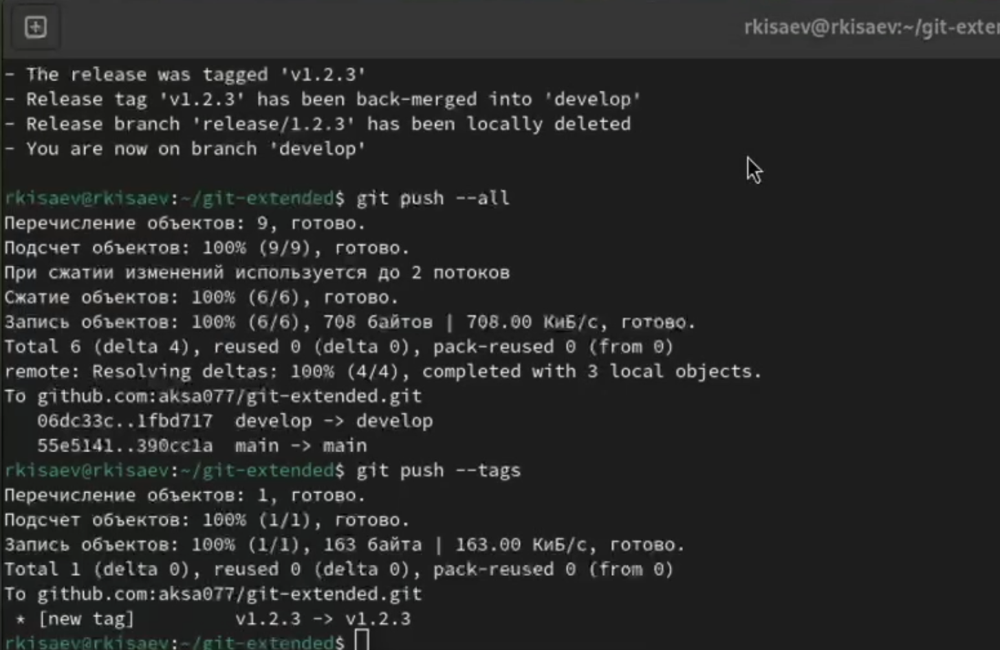 rkisaev@rkisaev:~/git-exte
- The release was tagged 'v1.2.3'
- Release tag 'v1.2.3' has been back-merged into 'develop'
- Release branch 'release/1.2.3' has been locally deleted
- You are now on branch 'develop'
rkisaev@rkisaev:~/git-extended$ git push --all
Перечисление объектов: 9, готово.
Подсчет объектов: 100% (9/9), готово.
При сжатии изменений используется до 2 потоков
Сжатие объектов: 100% (6/6), готово.
Запись объектов: 100% (6/6), 708 байтов | 708.00 КиБ/с, готово.
Total 6 (delta 4), reused 0 (delta 0), pack-reused 0 (from 0)
remote: Resolving deltas: 100% (4/4), completed with 3 local objects.
To github.com:aksa077/git-extended.git
   06dc33c..1fbd717  develop -> develop
   55e5141..390cc1a  main -> main
rkisaev@rkisaev:~/git-extended$ git push --tags
Перечисление объектов: 1, готово.
Подсчет объектов: 100% (1/1), готово.
Запись объектов: 100% (1/1), 163 байта | 163.00 КиБ/с, готово.
Total 1 (delta 0), reused 0 (delta 0), pack-reused 0 (from 0)
To github.com:aksa077/git-extended.git
 * [new tag]         v1.2.3 -> v1.2.3
rkisaev@rkisaev:~/git-extended$